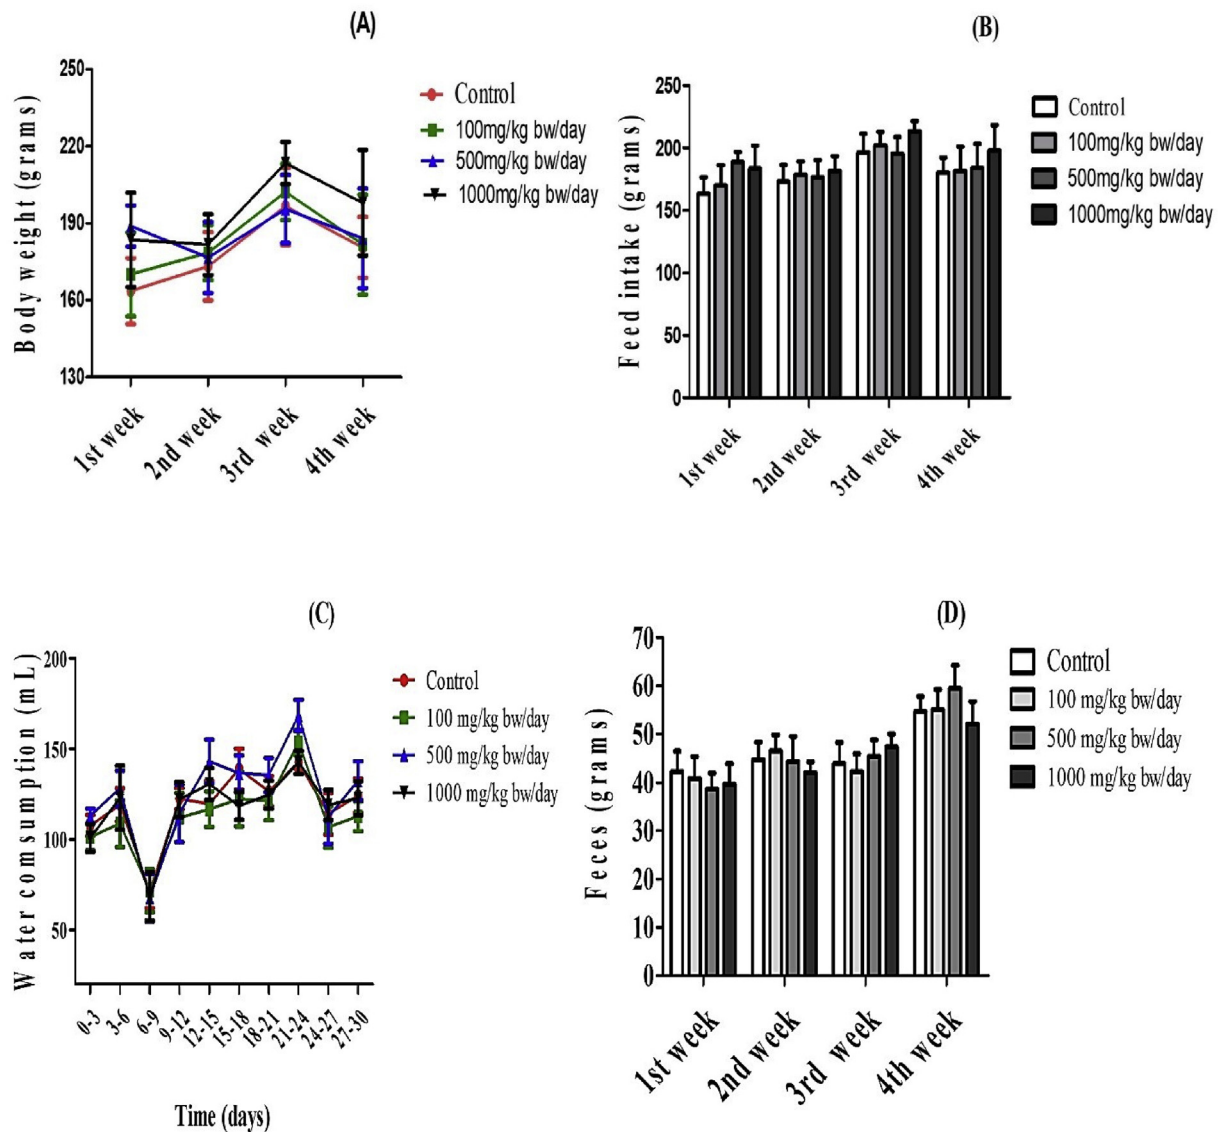 (A)
250
220
190
160
130
Body weight (grams)
1st week
2nd week
3rd week
4th week
Control
100mg/kg bw/day
500mg/kg bw/day
1000mg/kg bw/day
(B)
250
200
150
100
50
0
Feed intake (grams)
1st week
2nd week
3rd week
4th week
Control
100mg/kg bw/day
500mg/kg bw/day
1000mg/kg bw/day
(C)
200
150
100
50
Water comsumption (mL)
0-3
3-6
6-9
9-12
12-15
15-18
18-21
21-24
24-27
27-30
Time (days)
Control
100 mg/kg bw/day
500 mg/kg bw/day
1000 mg/kg bw/day
(D)
70
60
50
40
30
20
10
0
Feces (grams)
1st week
2nd week
3rd week
4th week
Control
100 mg/kg bw/day
500 mg/kg bw/day
1000 mg/kg bw/day